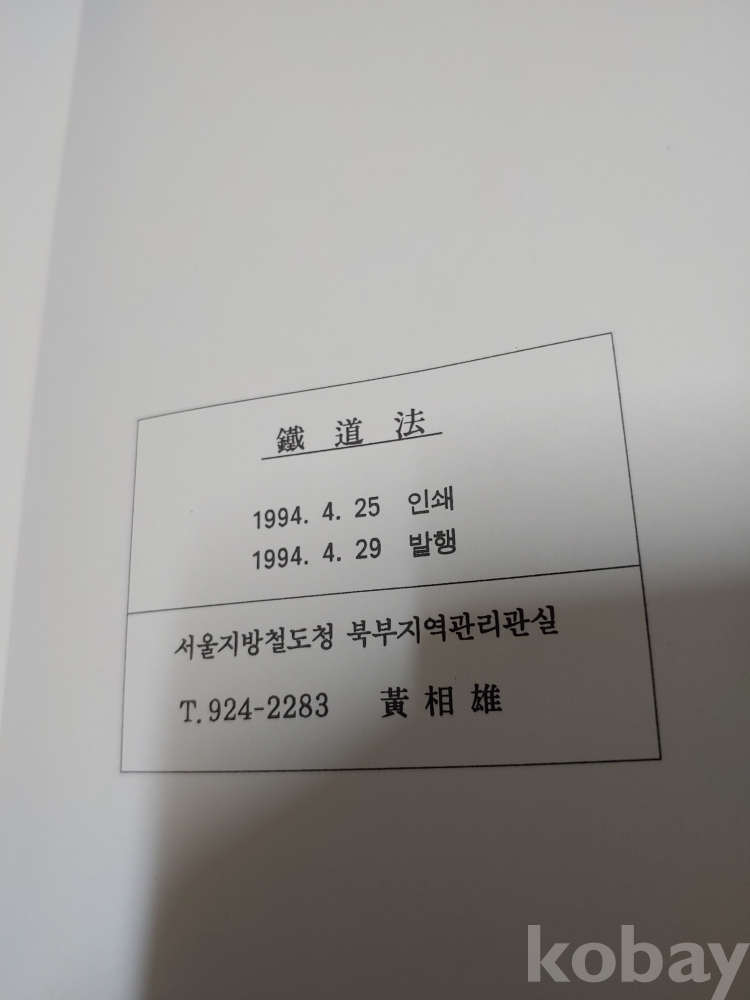 鐵道法
1994. 4. 25 인쇄
1994. 4. 29 발행
서울지방철도청 북부지역관리관실
T. 924-2283 黃相雄
kobay